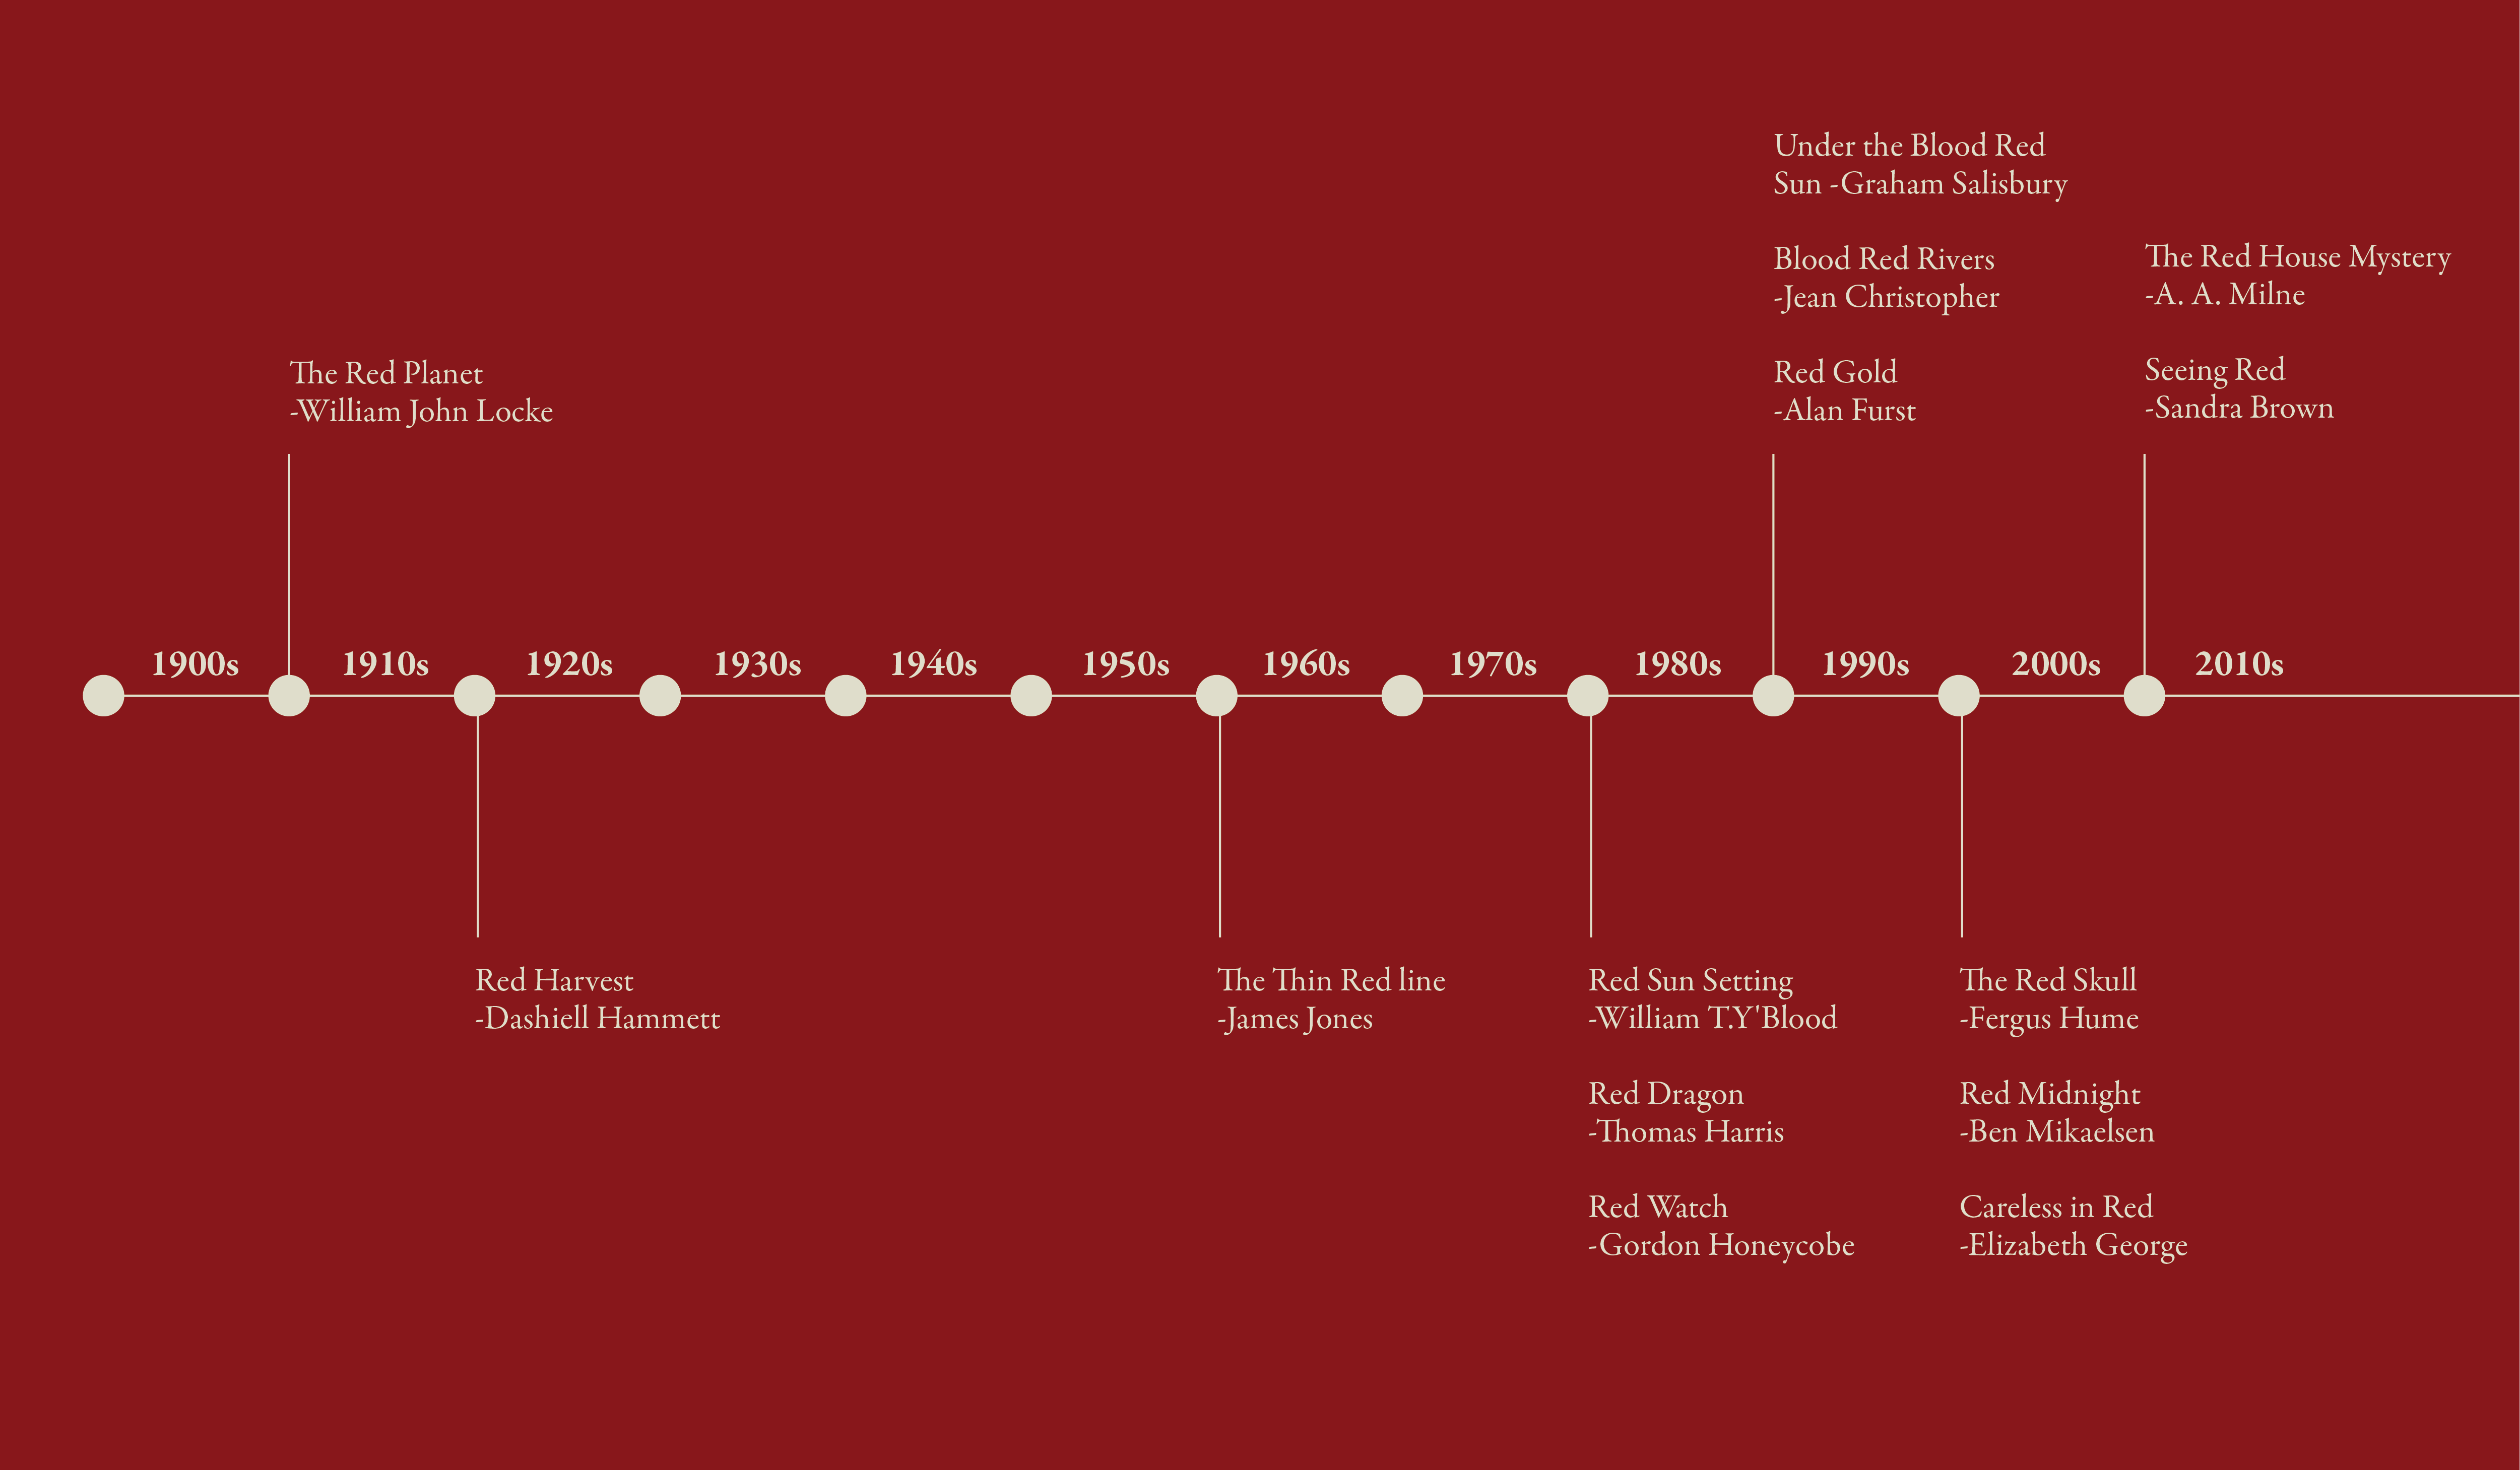 Under the Blood Red
Sun -Graham Salisbury
Blood Red Rivers
-Jean Christopher
Red Gold
-Alan Furst
The Red House Mystery
-A. A. Milne
Seeing Red
-Sandra Brown
The Red Planet
-William John Locke
1900s
1910s
1920s
1930s
1940s
1950s
1960s
1970s
1980s
1990s
2000s
2010s
Red Harvest
-Dashiell Hammett
The Thin Red line
-James Jones
Red Sun Setting
-William T.Y'Blood
Red Dragon
-Thomas Harris
Red Watch
-Gordon Honeycobe
The Red Skull
-Fergus Hume
Red Midnight
-Ben Mikaelsen
Careless in Red
-Elizabeth George